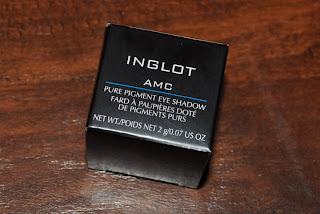 INGLOT
AMC
PURE PIGMENT EYE SHADOW
FARD À PAUPIÈRES DOTÉ
DE PIGMENTS PURS
NET WT./POIDS NET 2 g/0.07 US OZ